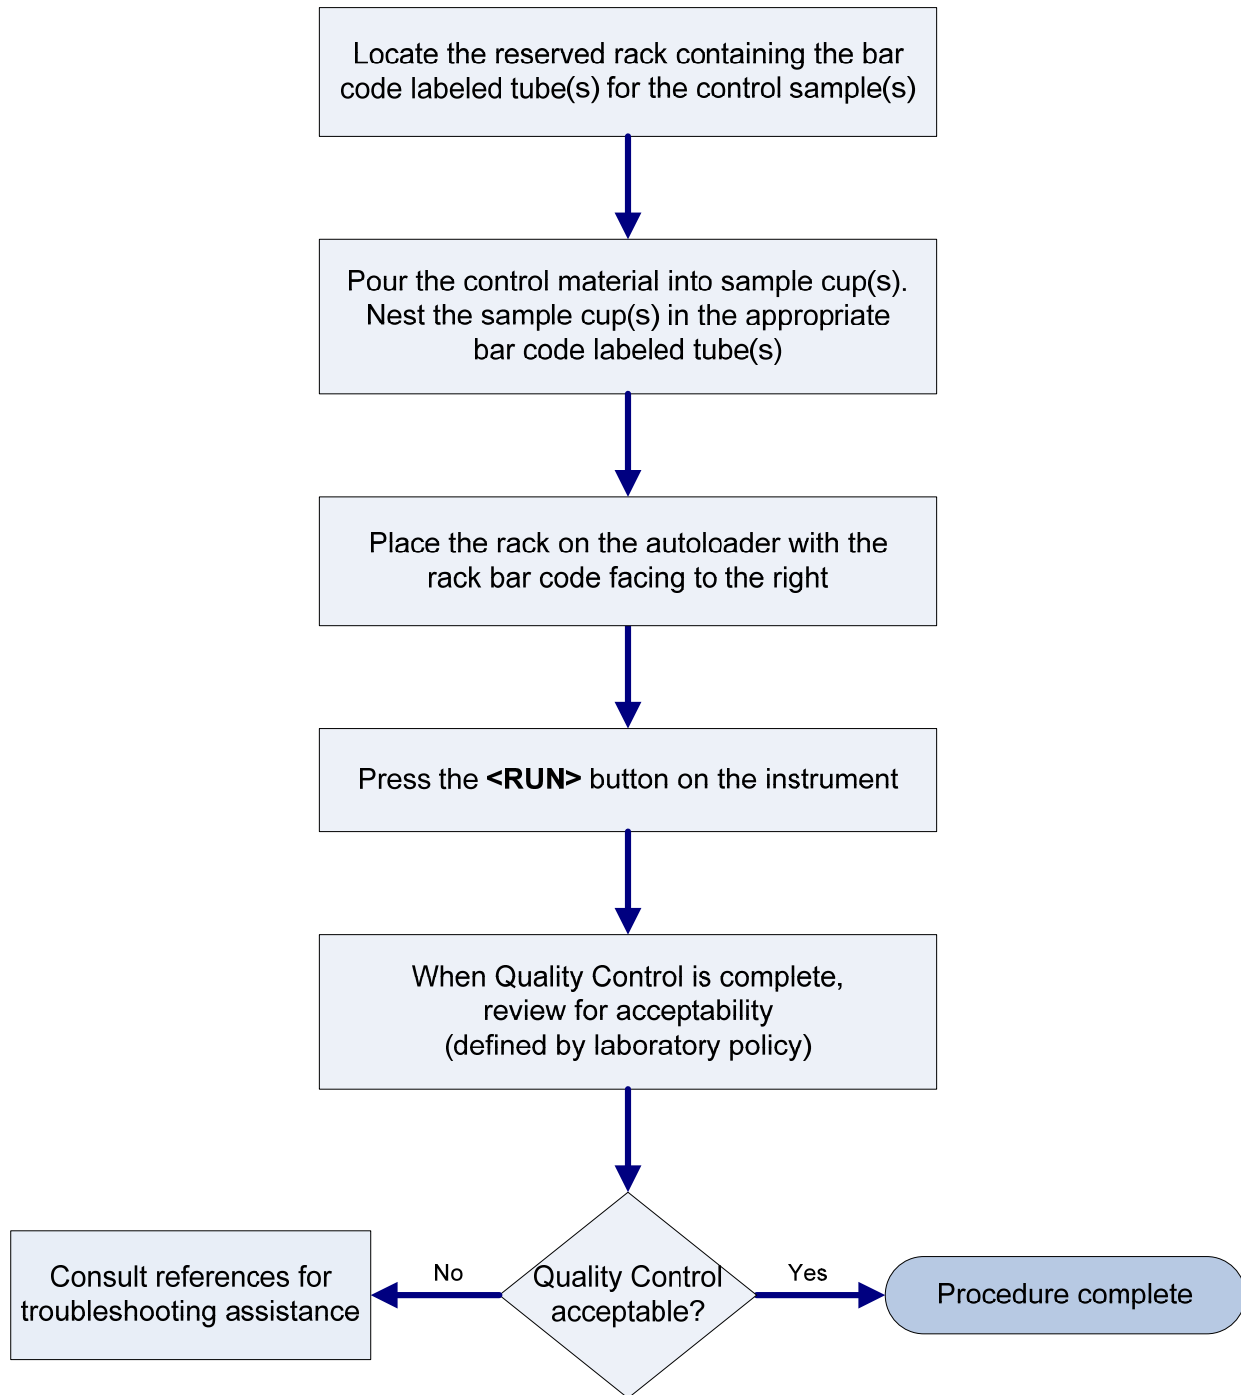 Locate the reserved rack containing the bar
code labeled tube(s) for the control sample(s)
Pour the control material into sample cup(s).
Nest the sample cup(s) in the appropriate
bar code labeled tube(s)
Place the rack on the autoloader with the
rack bar code facing to the right
Press the <RUN> button on the instrument
When Quality Control is complete,
review for acceptability
(defined by laboratory policy)
Consult references for
troubleshooting assistance
No
Quality Control
acceptable?
Yes
Procedure complete